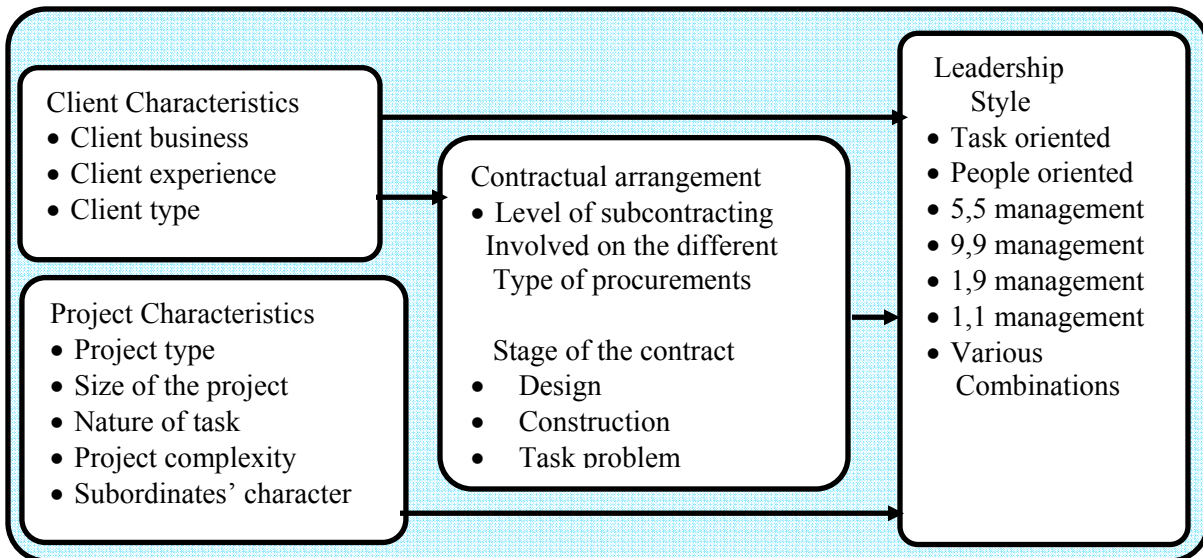 Client Characteristics
• Client business
• Client experience
• Client type
Project Characteristics
• Project type
• Size of the project
• Nature of task
• Project complexity
• Subordinates’ character
Contractual arrangement
• Level of subcontracting
Involved on the different
Type of procurements
Stage of the contract
• Design
• Construction
• Task problem
Leadership
Style
• Task oriented
• People oriented
• 5,5 management
• 9,9 management
• 1,9 management
• 1,1 management
• Various
Combinations